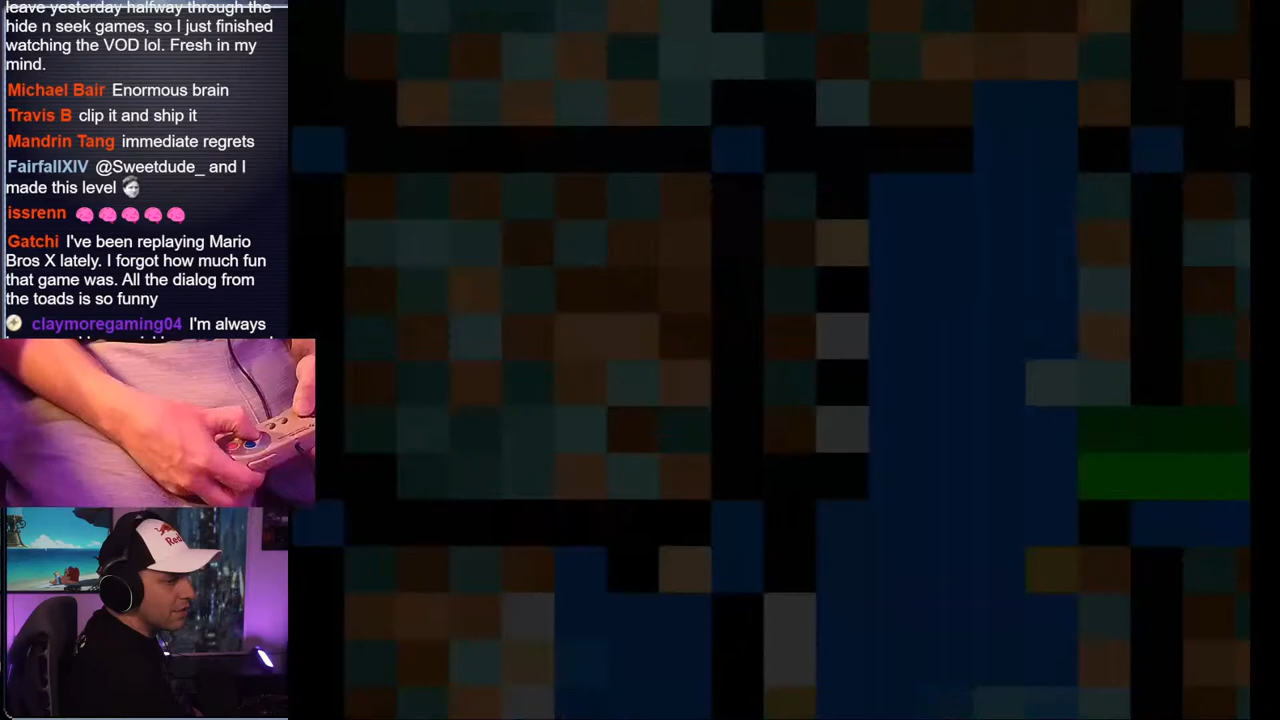 leave yesterday halfway through the
hide n seek games, so I just finished
watching the VOD lol. Fresh in my
mind.
Michael Bair Enormous brain
Travis B clip it and ship it
Mandrin Tang immediate regrets
FairfallXIV @Sweetdude_ and I
made this level
issrenn
Gatchi I've been replaying Mario
Bros X lately. I forgot how much fun
that game was. All the dialog from
the toads is so funny
claymoregaming04 I'm always
Red